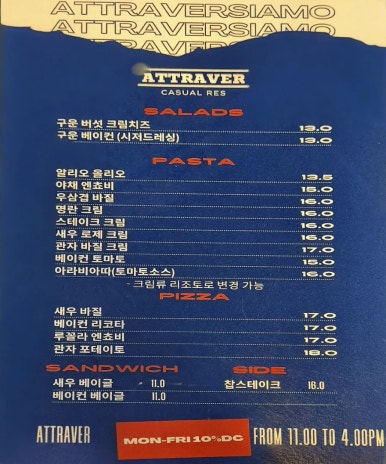 ATTRAVERSIAMO
ATTRAVERSIAMO
ATTRAVERSIAMO
ATTRAVER
CASUAL RES
SALADS
구운 버섯 크림치즈 13.0
구운 베이컨 (시저드레싱) 13.0
PASTA
알리오 올리오 13.5
야채 엔쵸비 15.0
우삼겹 바질 16.0
명란 크림 16.0
스테이크 크림 16.0
새우 로제 크림 16.0
관자 바질 크림 17.0
베이컨 토마토 15.0
아라비아따(토마토소스) 16.0
- 크림류 리조토로 변경 가능
PIZZA
새우 바질 17.0
베이컨 리코타 17.0
루꼴라 엔쵸비 17.0
관자 포테이토 18.0
SANDWICH
새우 베이글 11.0
베이컨 베이글 11.0
SIDE
찹스테이크 16.0
ATTRAVER
MON-FRI 10%DC
FROM 11.00 TO 4.00PM